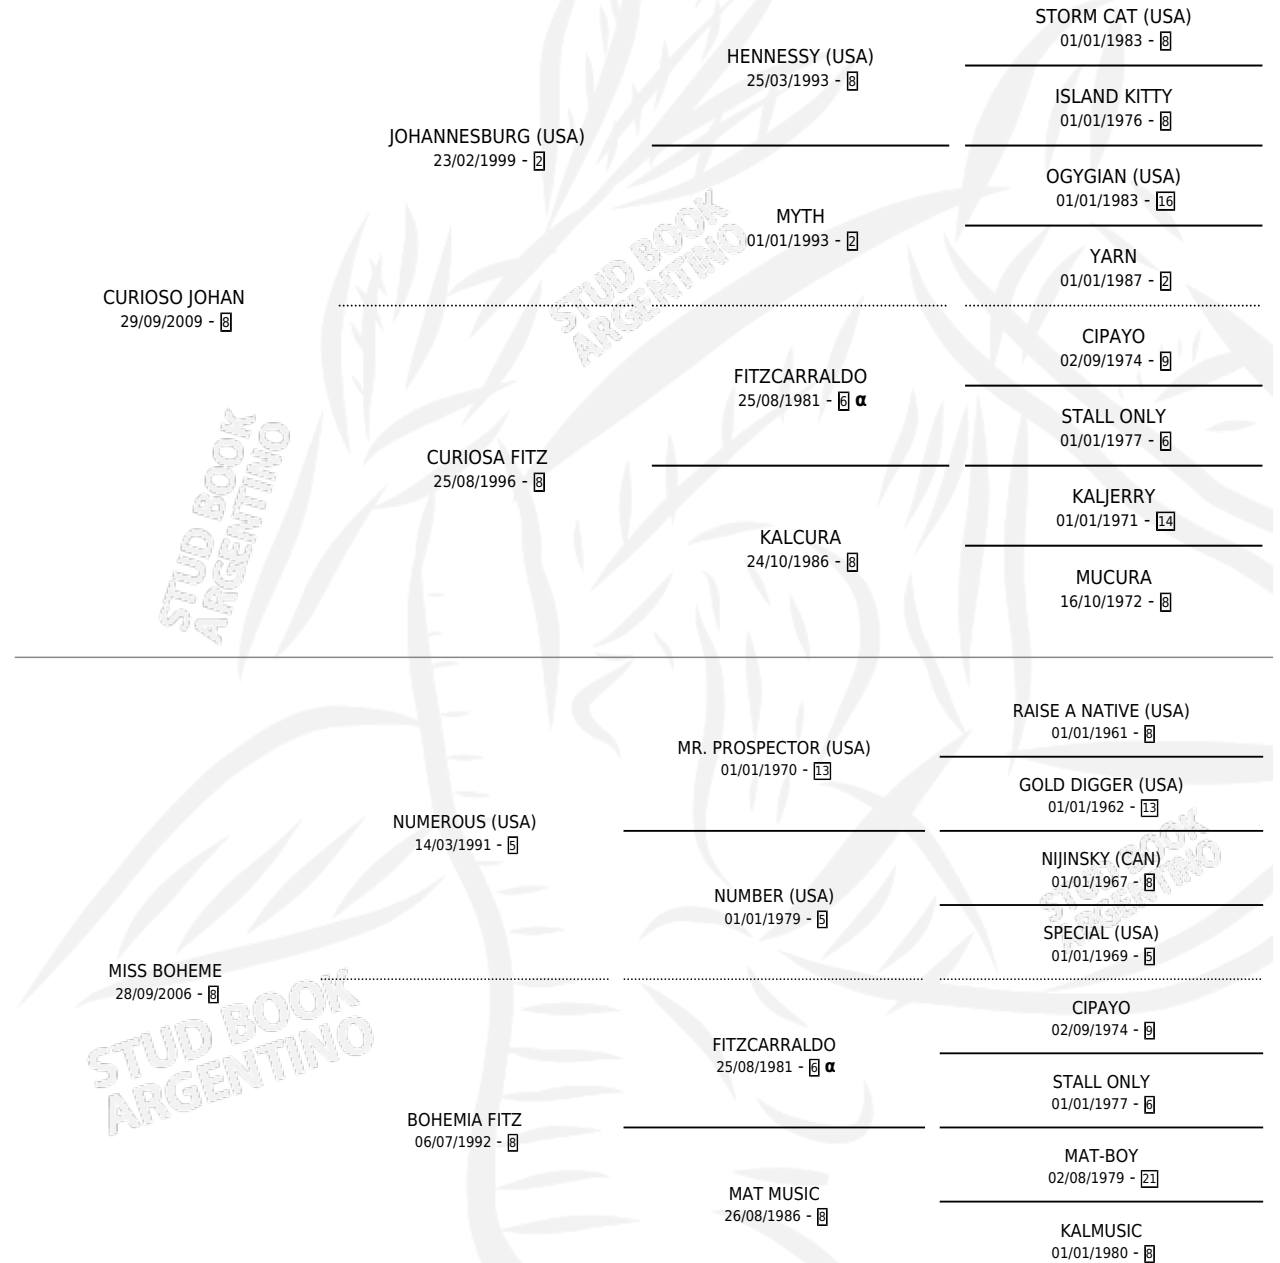 STORM CAT (USA)
01/01/1983 - 8
HENNESSY (USA)
25/03/1993 - 8
ISLAND KITTY
01/01/1976 - 8
JOHANNESBURG (USA)
23/02/1999 - 2
OGYGIAN (USA)
01/01/1983 - 16
MYTH
01/01/1993 - 2
YARN
01/01/1987 - 2
CURIOSO JOHAN
29/09/2009 - 8
CIPAYO
02/09/1974 - 9
FITZCARRALDO
25/08/1981 - 6 α
STALL ONLY
01/01/1977 - 6
CURIOSA FITZ
25/08/1996 - 8
KALJERRY
01/01/1971 - 14
KALCURA
24/10/1986 - 8
MUCURA
16/10/1972 - 8
RAISE A NATIVE (USA)
01/01/1961 - 8
MR. PROSPECTOR (USA)
01/01/1970 - 13
GOLD DIGGER (USA)
01/01/1962 - 13
NUMEROUS (USA)
14/03/1991 - 5
NIJINSKY (CAN)
01/01/1967 - 8
NUMBER (USA)
01/01/1979 - 5
SPECIAL (USA)
01/01/1969 - 5
MISS BOHEME
28/09/2006 - 8
CIPAYO
02/09/1974 - 9
FITZCARRALDO
25/08/1981 - 6 α
STALL ONLY
01/01/1977 - 6
BOHEMIA FITZ
06/07/1992 - 8
MAT-BOY
02/08/1979 - 21
MAT MUSIC
26/08/1986 - 8
KALMUSIC
01/01/1980 - 8
STUD BOOK
ARGENTINO
STUD BOOK
ARGENTINO
STUD BOOK
ARGENTINO
STUD BOOK
ARGENTINO